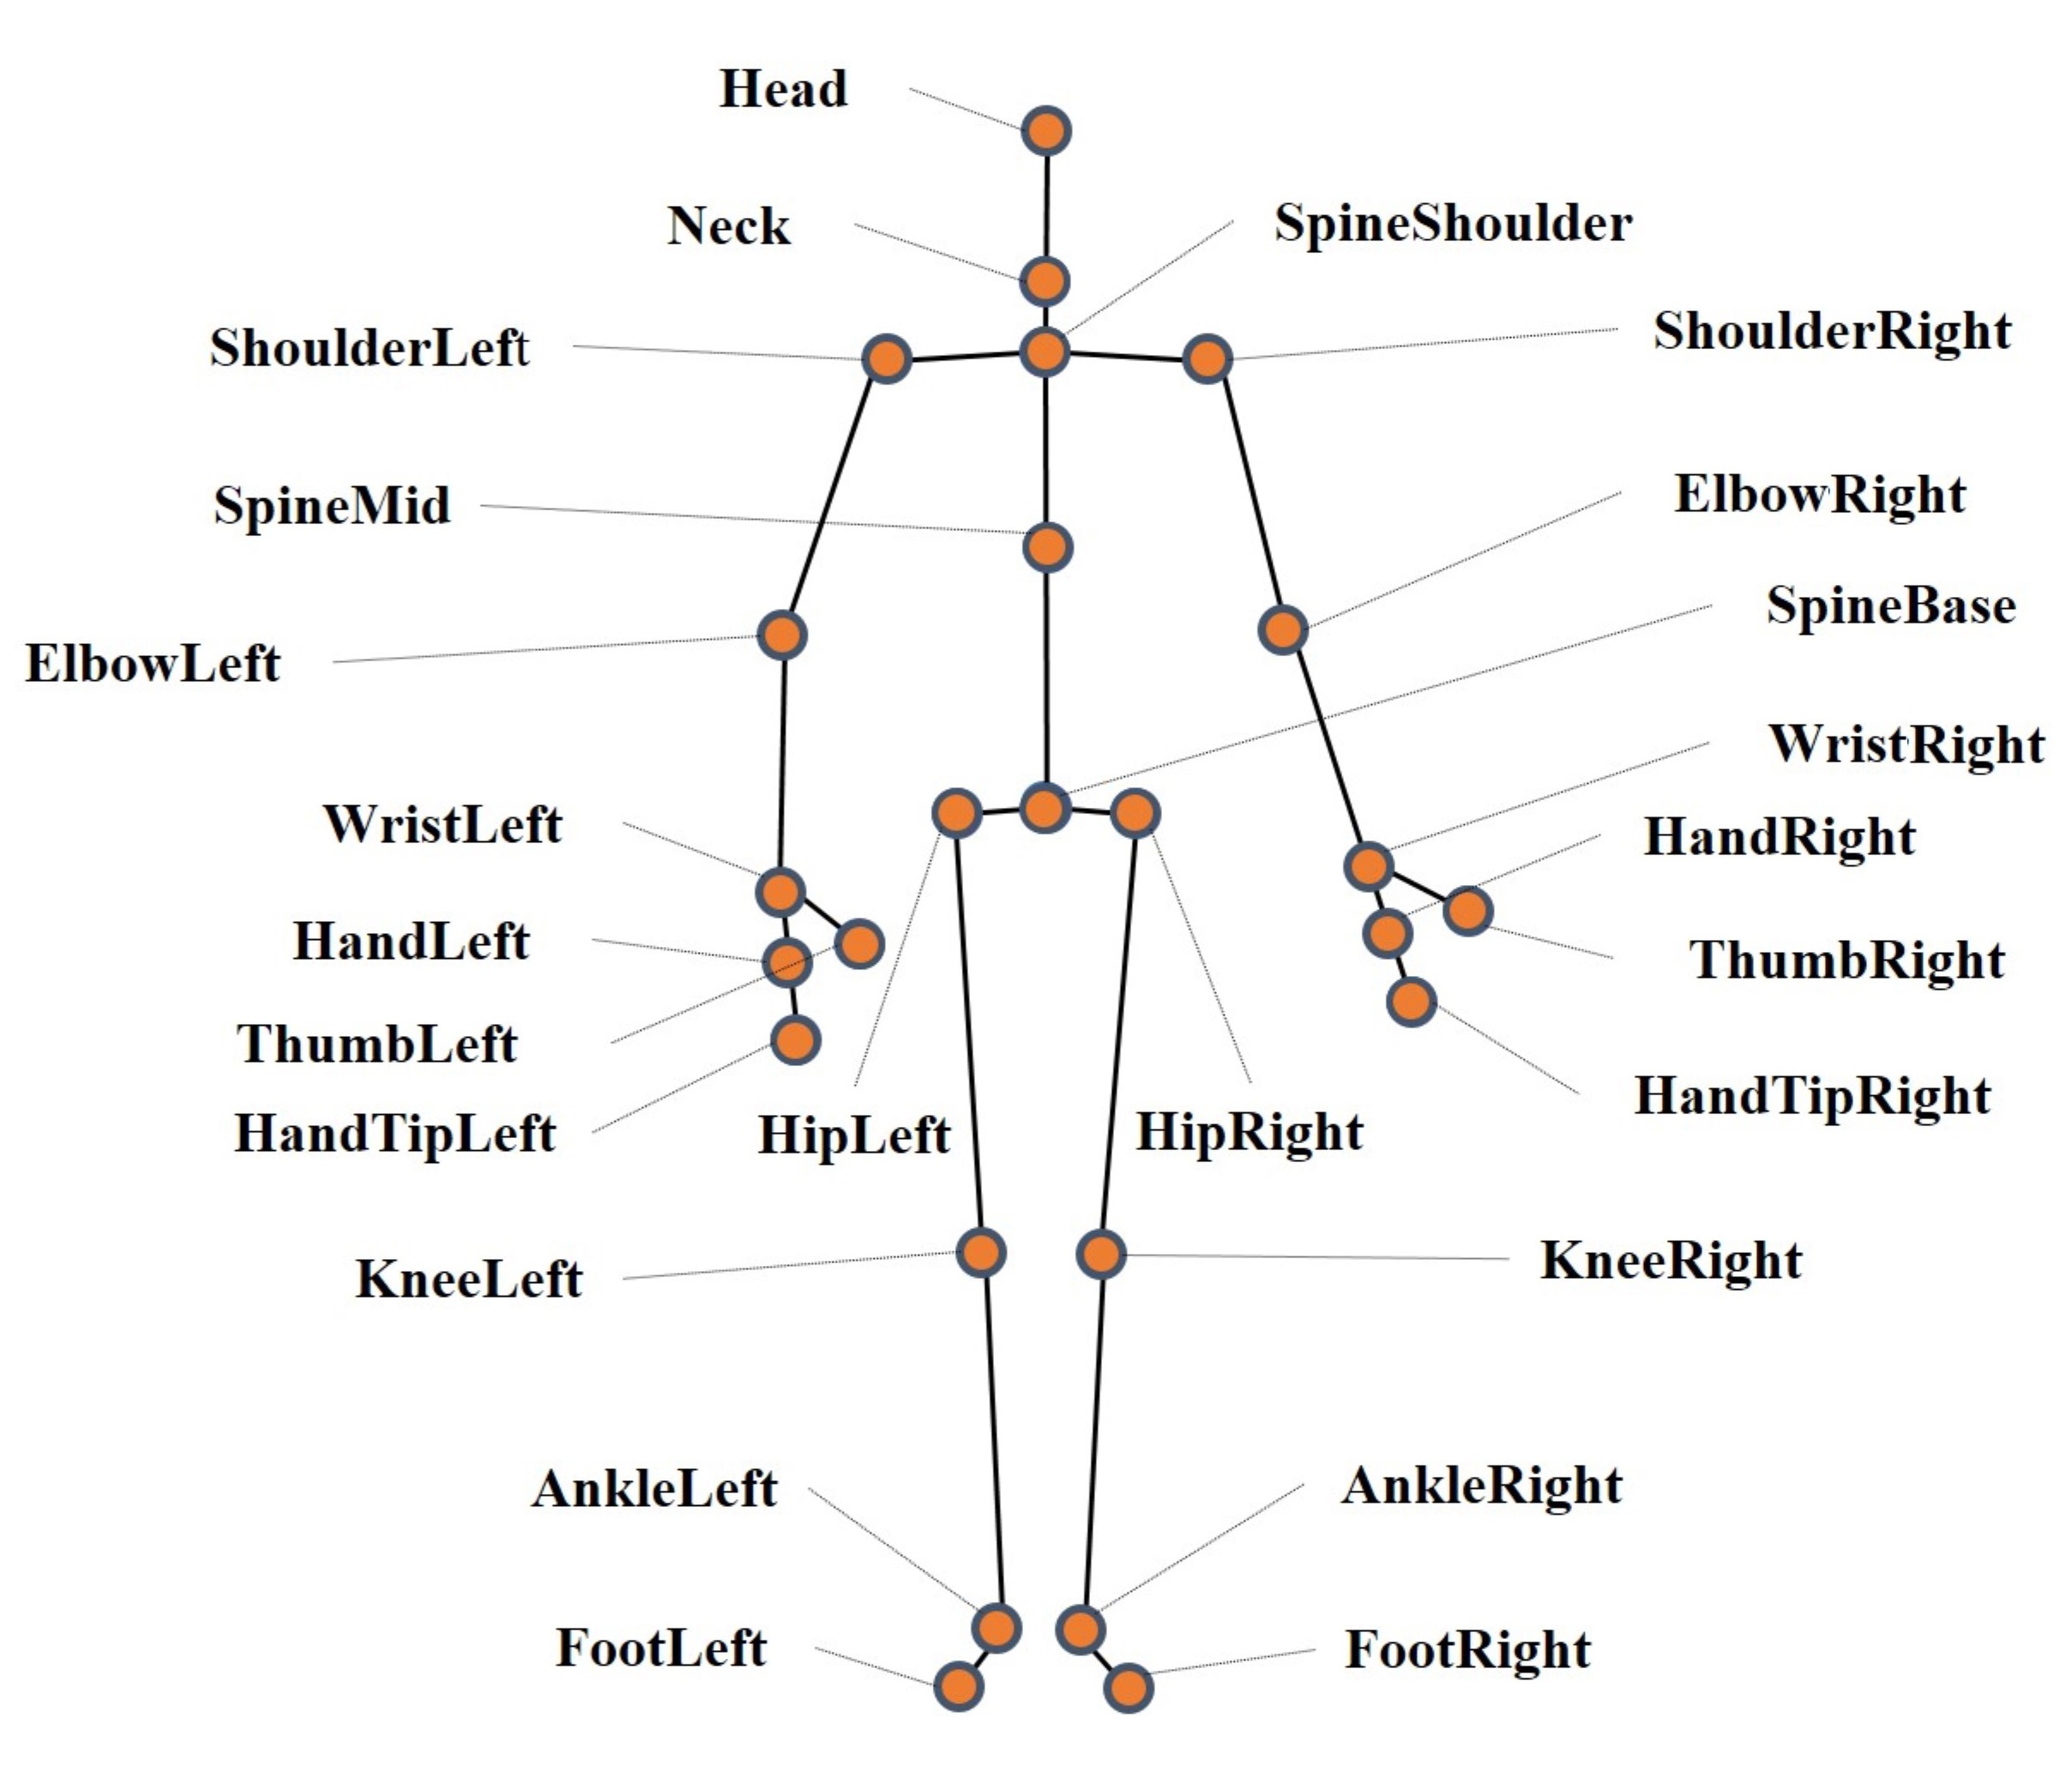 Head
Neck
SpineShoulder
ShoulderLeft
ShoulderRight
SpineMid
ElbowRight
SpineBase
ElbowLeft
WristRight
WristLeft
HandRight
HandLeft
ThumbRight
ThumbLeft
HandTipRight
HandTipLeft
HipLeft
HipRight
KneeLeft
KneeRight
AnkleLeft
AnkleRight
FootLeft
FootRight